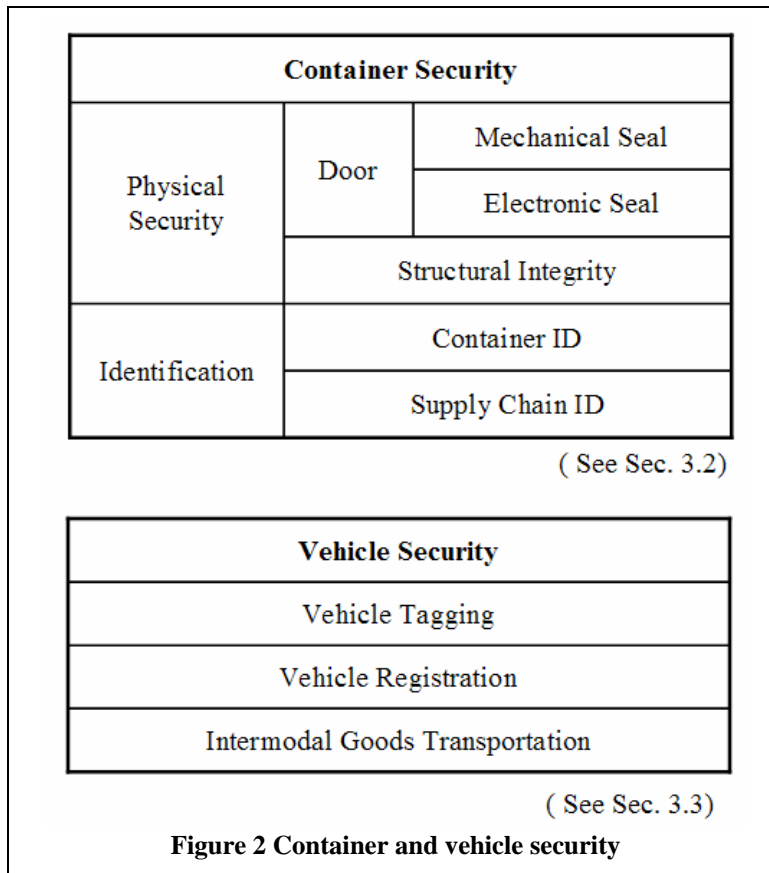 Container Security
Physical
Security
Door
Mechanical Seal
Electronic Seal
Structural Integrity
Identification
Container ID
Supply Chain ID
( See Sec. 3.2)
Vehicle Security
Vehicle Tagging
Vehicle Registration
Intermodal Goods Transportation
( See Sec. 3.3)
Figure 2 Container and vehicle security